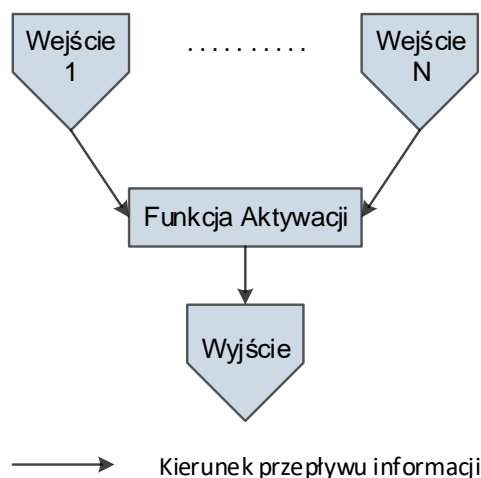 Wejście
1
. . . . . . . . . .
Wejście
N
Funkcja Aktywacji
Wyjście
Kierunek przepływu informacji